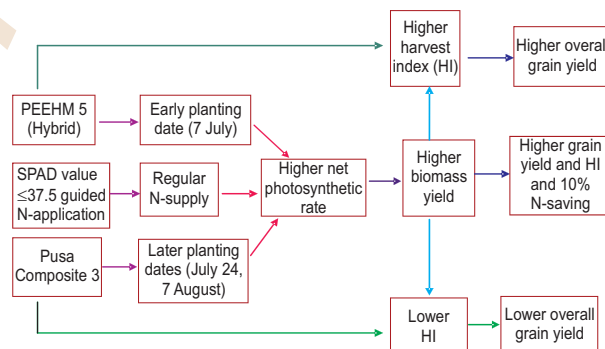 Higher
harvest
index (HI)
Higher overall
grain yield
PEEHM 5
(Hybrid)
Early planting
date (7 July)
SPAD value
≤37.5 guided
N-application
Regular
N-supply
Higher net
photosynthetic
rate
Higher
biomass
yield
Higher grain
yield and HI
and 10%
N-saving
Pusa
Composite 3
Later planting
dates (July 24,
7 August)
Lower
HI
Lower overall
grain yield